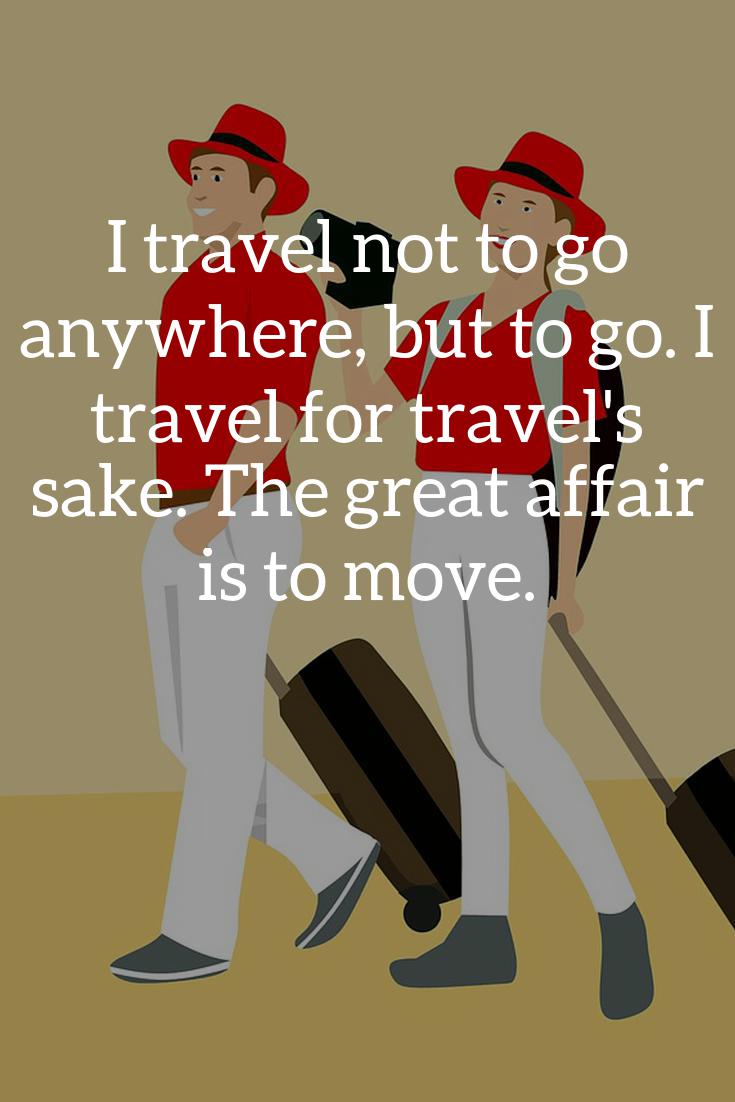 I travel not to go
anywhere, but to go. I
travel for travel's
sake. The great affair
is to move.